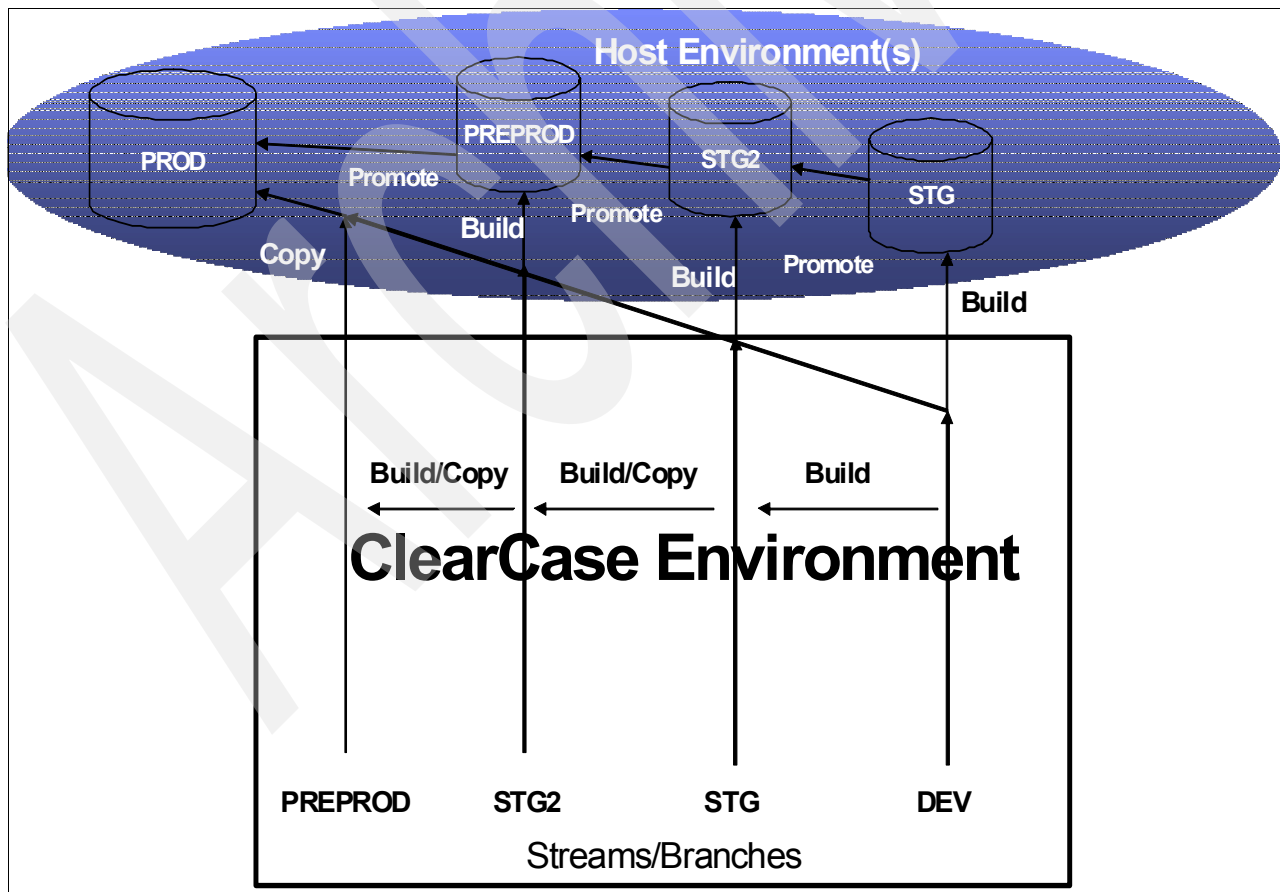 Host Environment(s)
PREPROD
PROD
STG2
STG
Promote
Promote
Build
Copy
Build
Promote
Build
Build/Copy
Build/Copy
Build
ClearCase Environment
PREPROD
STG2
STG
DEV
Streams/Branches